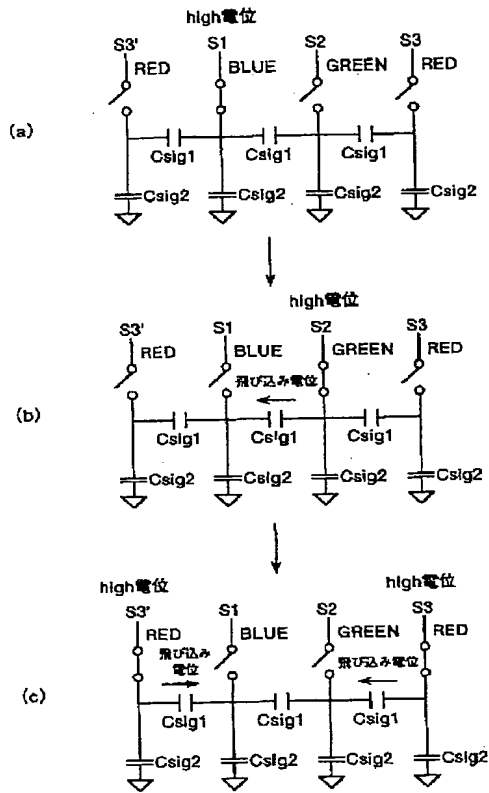 high電位
S3' S1 S2 S3
RED BLUE GREEN RED
(a)
Csig1 Csig1 Csig1
Csig2 Csig2 Csig2 Csig2
high電位
S3' S1 S2 S3
RED BLUE GREEN RED
飛び込み電位
(b)
Csig1 Csig1 Csig1
Csig2 Csig2 Csig2 Csig2
high電位 high電位
S3' S1 S2 S3
RED BLUE GREEN RED
飛び込み
電位
飛び込み電位
(c)
Csig1 Csig1 Csig1
Csig2 Csig2 Csig2 Csig2